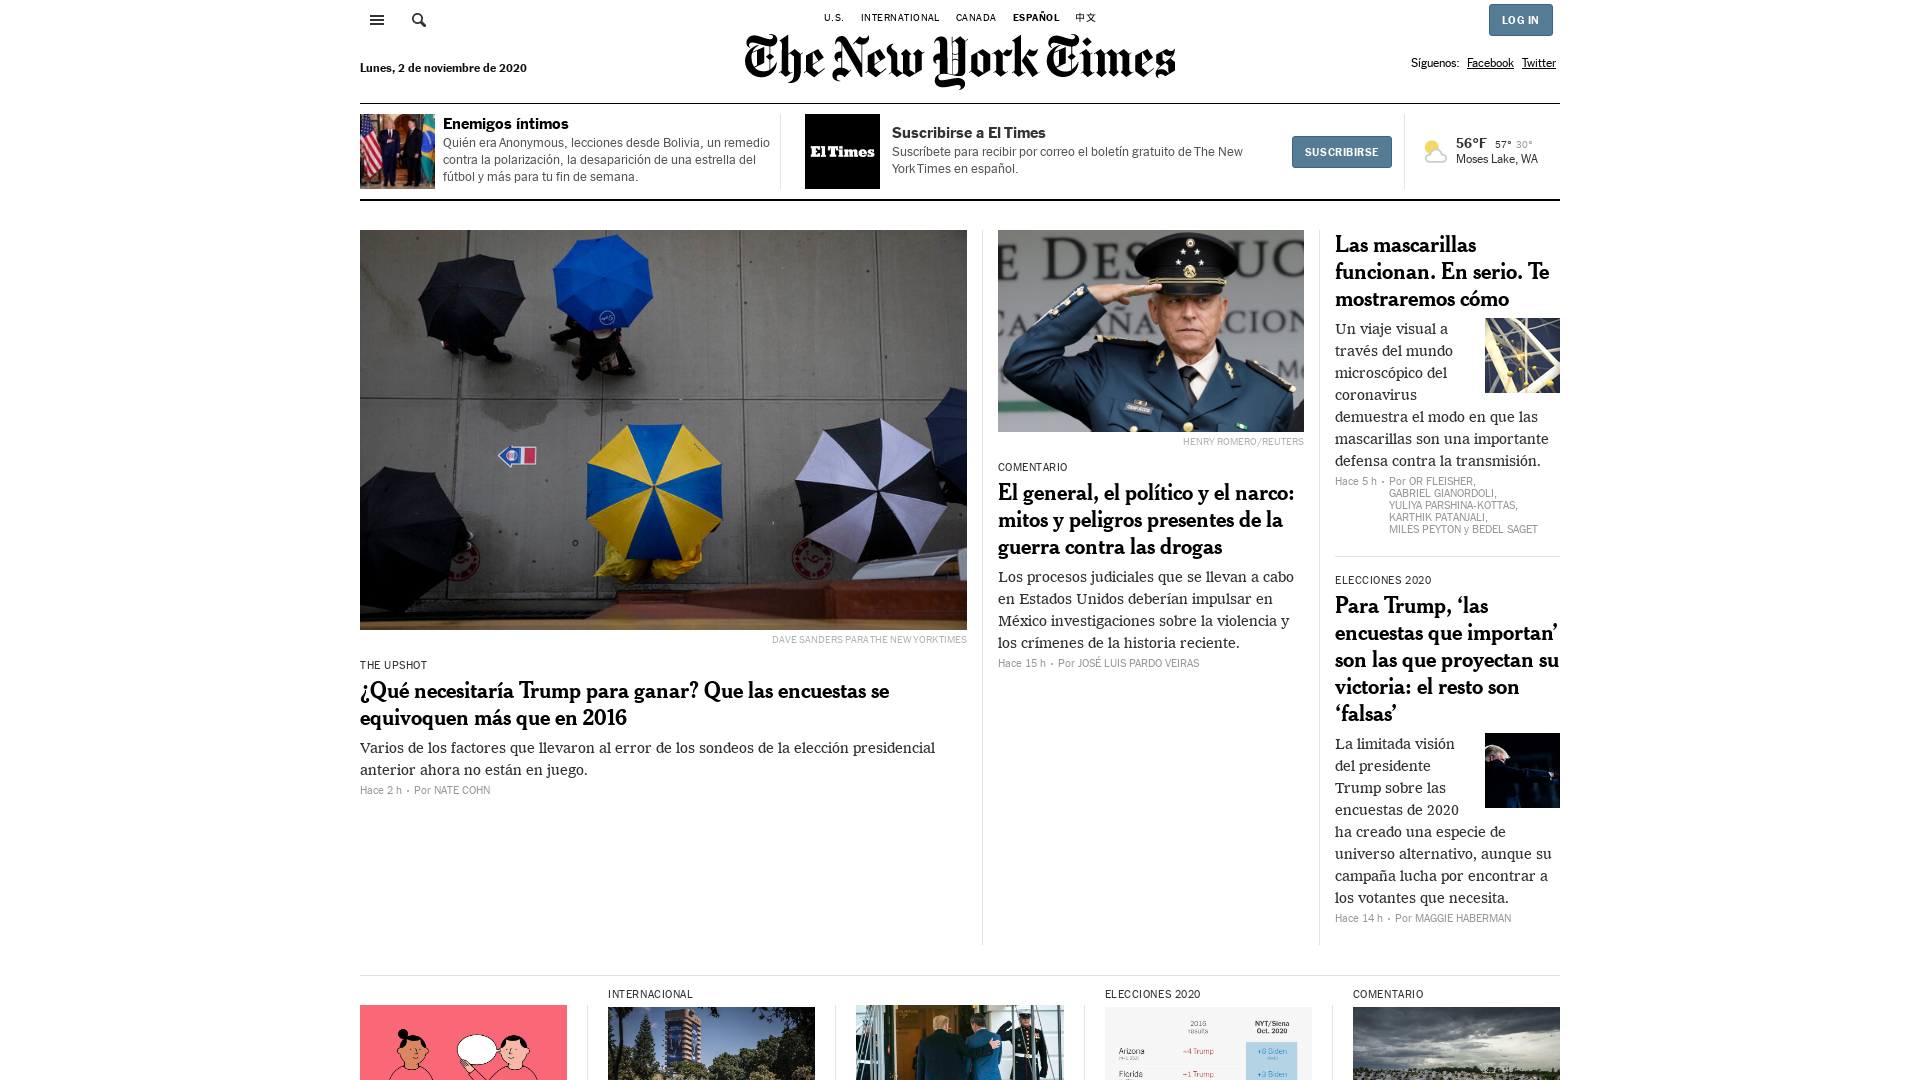 U.S. INTERNATIONAL CANADA ESPAÑOL 中文
LOG IN
The New York Times
Lunes, 2 de noviembre de 2020
Síguenos: Facebook Twitter
Enemigos íntimos
Quién era Anonymous, lecciones desde Bolivia, un remedio
contra la polarización, la desaparición de una estrella del
fútbol y más para tu fin de semana.
El Times
Suscribirse a El Times
Suscríbete para recibir por correo el boletín gratuito de The New
York Times en español.
SUSCRIBIRSE
56°F 57° 30°
Moses Lake, WA
DAVE SANDERS PARA THE NEW YORK TIMES
THE UPSHOT
¿Qué necesitaría Trump para ganar? Que las encuestas se
equivoquen más que en 2016
Varios de los factores que llevaron al error de los sondeos de la elección presidencial
anterior ahora no están en juego.
Hace 2 h • Por NATE COHN
HENRY ROMERO/REUTERS
COMENTARIO
El general, el político y el narco:
mitos y peligros presentes de la
guerra contra las drogas
Los procesos judiciales que se llevan a cabo
en Estados Unidos deberían impulsar en
México investigaciones sobre la violencia y
los crímenes de la historia reciente.
Hace 15 h • Por JOSÉ LUIS PARDO VEIRAS
Las mascarillas
funcionan. En serio. Te
mostraremos cómo
Un viaje visual a
través del mundo
microscópico del
coronavirus
demuestra el modo en que las
mascarillas son una importante
defensa contra la transmisión.
Hace 5 h • Por OR FLEISHER,
GABRIEL GIANORDOLI,
YULIYA PARSHINA-KOTTAS,
KARTHIK PATANJALI,
MILES PEYTON y BEDEL SAGET
ELECCIONES 2020
Para Trump, ‘las
encuestas que importan’
son las que proyectan su
victoria: el resto son
‘falsas’
La limitada visión
del presidente
Trump sobre las
encuestas de 2020
ha creado una especie de
universo alternativo, aunque su
campaña lucha por encontrar a
los votantes que necesita.
Hace 14 h • Por MAGGIE HABERMAN
INTERNACIONAL
ELECCIONES 2020
2016 NYT/Siena
results Oct. 2020
Arizona +4 Trump +6 Biden
Florida +1 Trump +3 Biden
COMENTARIO